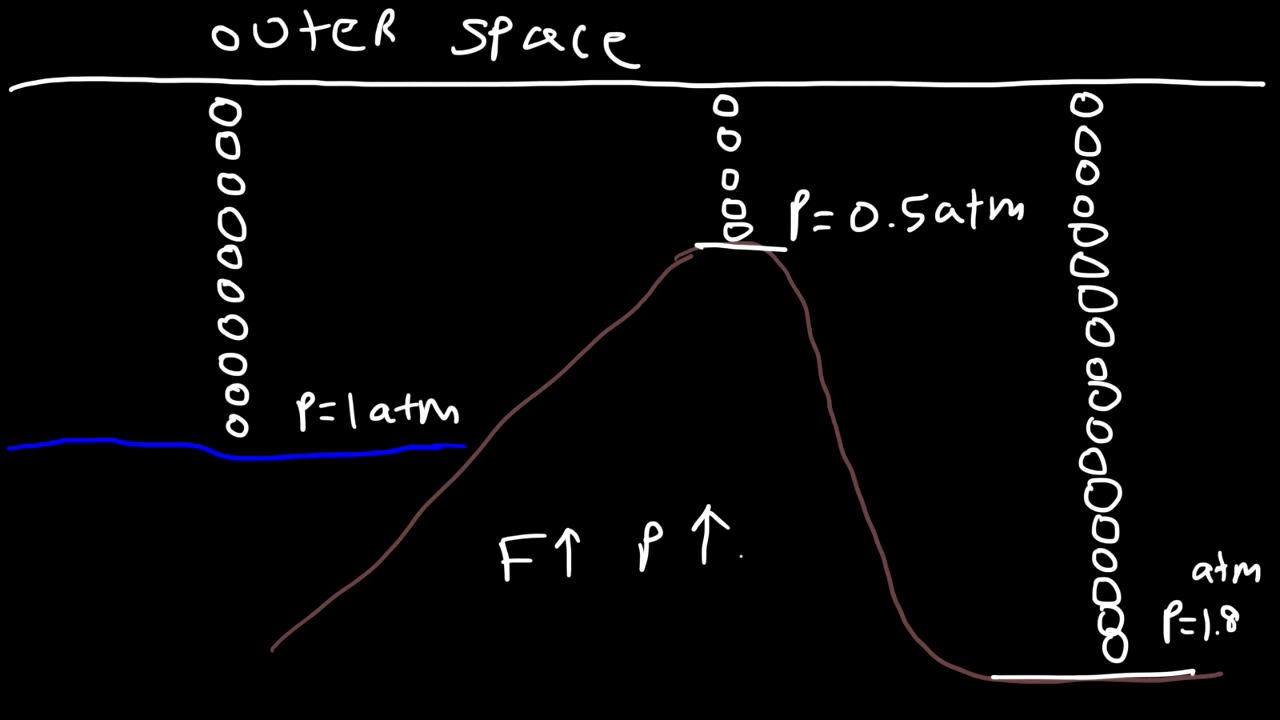 outer space
P=0.5atm
P=1atm
F↑ P↑
atm
P=1.8